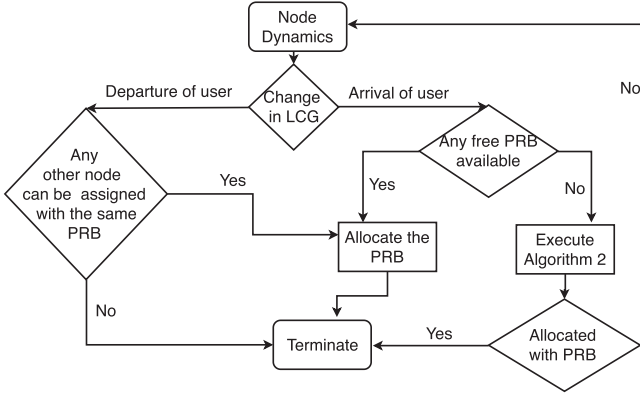 Node
Dynamics
No
Departure of user
Change
in LCG
Arrival of user
Any free PRB
available
Any
other node
can be assigned
with the same
PRB
Yes
Yes
No
Allocate the
PRB
Execute
Algorithm 2
No
Terminate
Yes
Allocated
with PRB